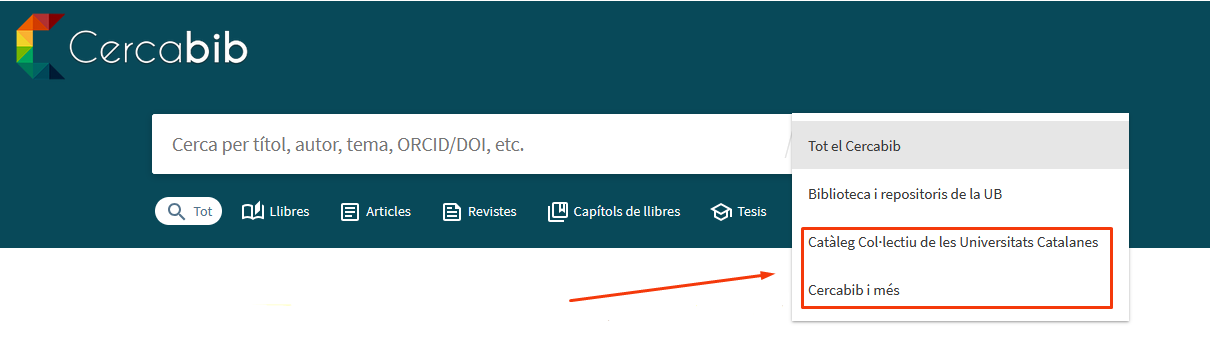 Cercabib
Cerca per títol, autor, tema, ORCID/DOI, etc.
Tot el Cercabib
Biblioteca i repositoris de la UB
Catàleg Col·lectiu de les Universitats Catalanes
Cercabib i més
Tot
Llibres
Articles
Revistes
Capítols de llibres
Tesis